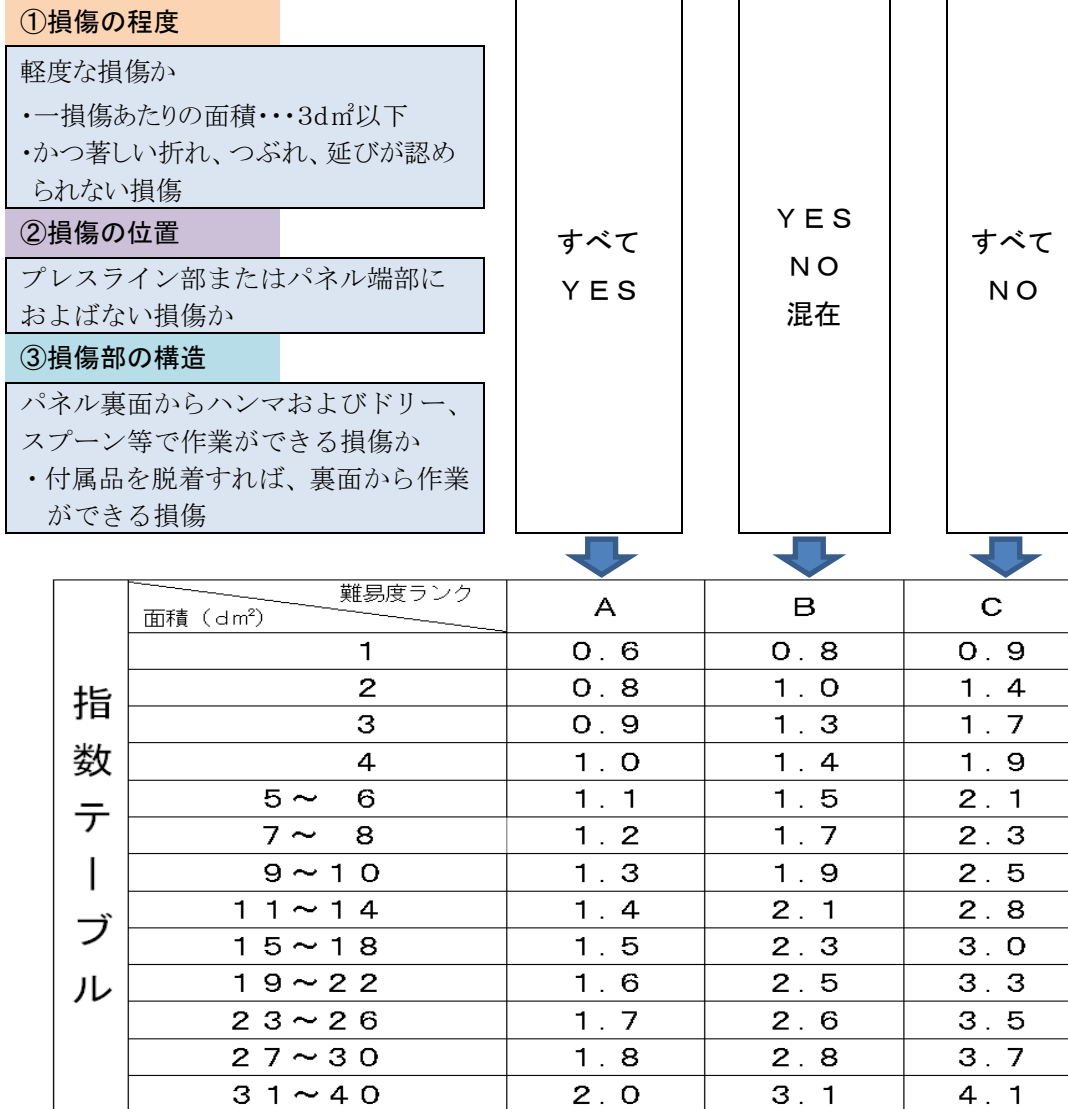 ①損傷の程度
軽度な損傷か
・一損傷あたりの面積・・・3dm²以下
・かつ著しい折れ、つぶれ、延びが認め
られない損傷
②損傷の位置
プレスライン部またはパネル端部に
およばない損傷か
③損傷部の構造
パネル裏面からハンマおよびドリー、
スプーン等で作業ができる損傷か
・付属品を脱着すれば、裏面から作業
ができる損傷
すべて
ＹＥＳ
ＹＥＳ
ＮＯ
混在
すべて
ＮＯ
指数テーブル
難易度ランク
面積（dm²） A B C
1 0.6 0.8 0.9
2 0.8 1.0 1.4
3 0.9 1.3 1.7
4 1.0 1.4 1.9
5～ 6 1.1 1.5 2.1
7～ 8 1.2 1.7 2.3
9～10 1.3 1.9 2.5
11～14 1.4 2.1 2.8
15～18 1.5 2.3 3.0
19～22 1.6 2.5 3.3
23～26 1.7 2.6 3.5
27～30 1.8 2.8 3.7
31～40 2.0 3.1 4.1